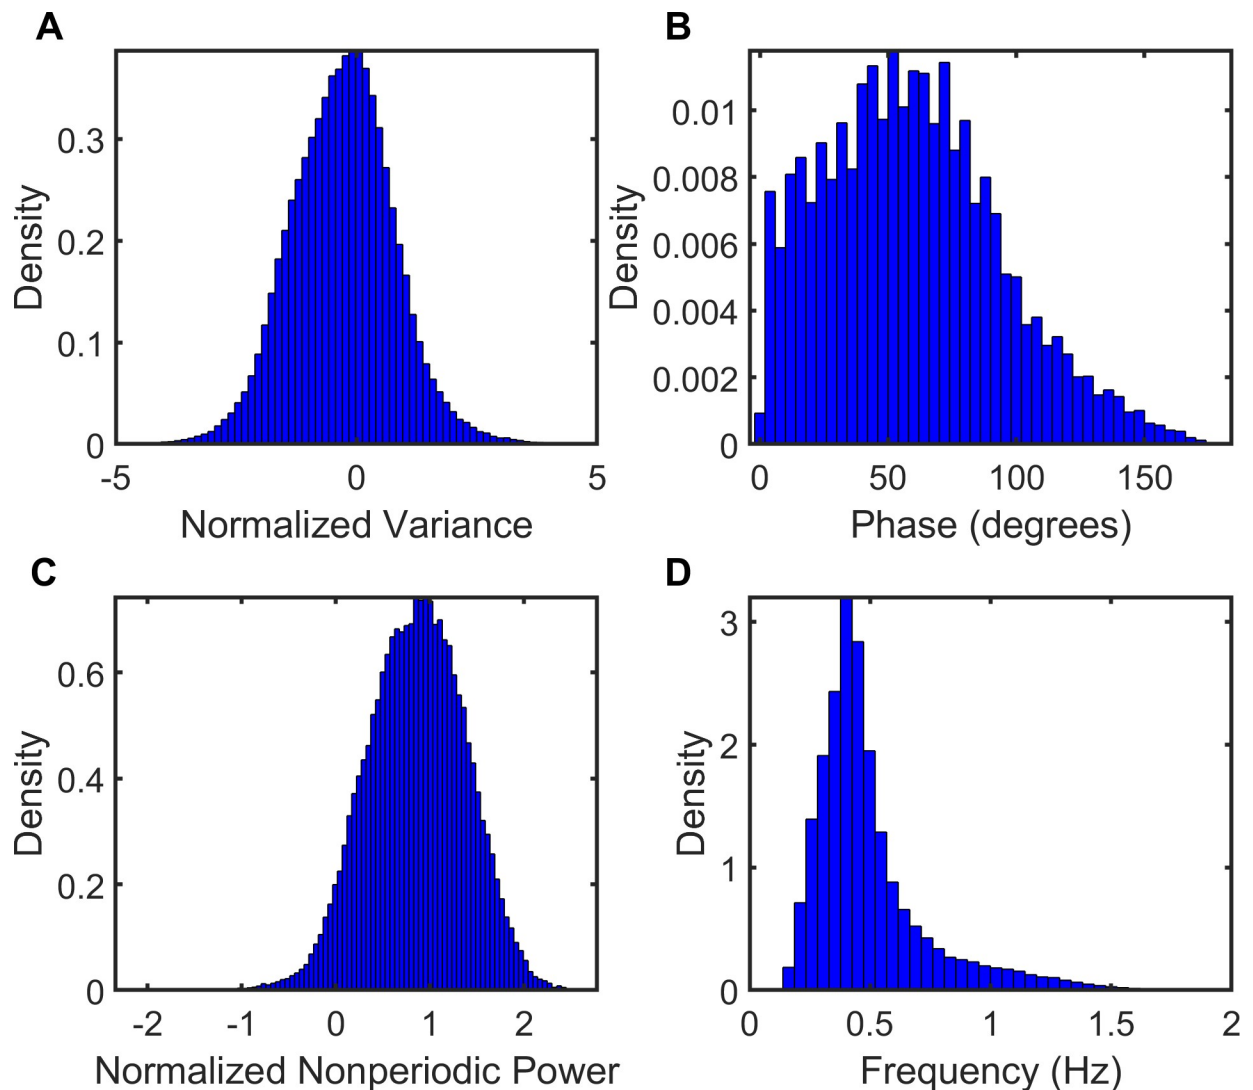 A
Density
0.3
0.2
0.1
0
-5
0
5
Normalized Variance
B
Density
0.01
0.008
0.006
0.004
0.002
0
0
50
100
150
Phase (degrees)
C
Density
0.6
0.4
0.2
0
-2
-1
0
1
2
Normalized Nonperiodic Power
D
Density
3
2
1
0
0
0.5
1
1.5
2
Frequency (Hz)